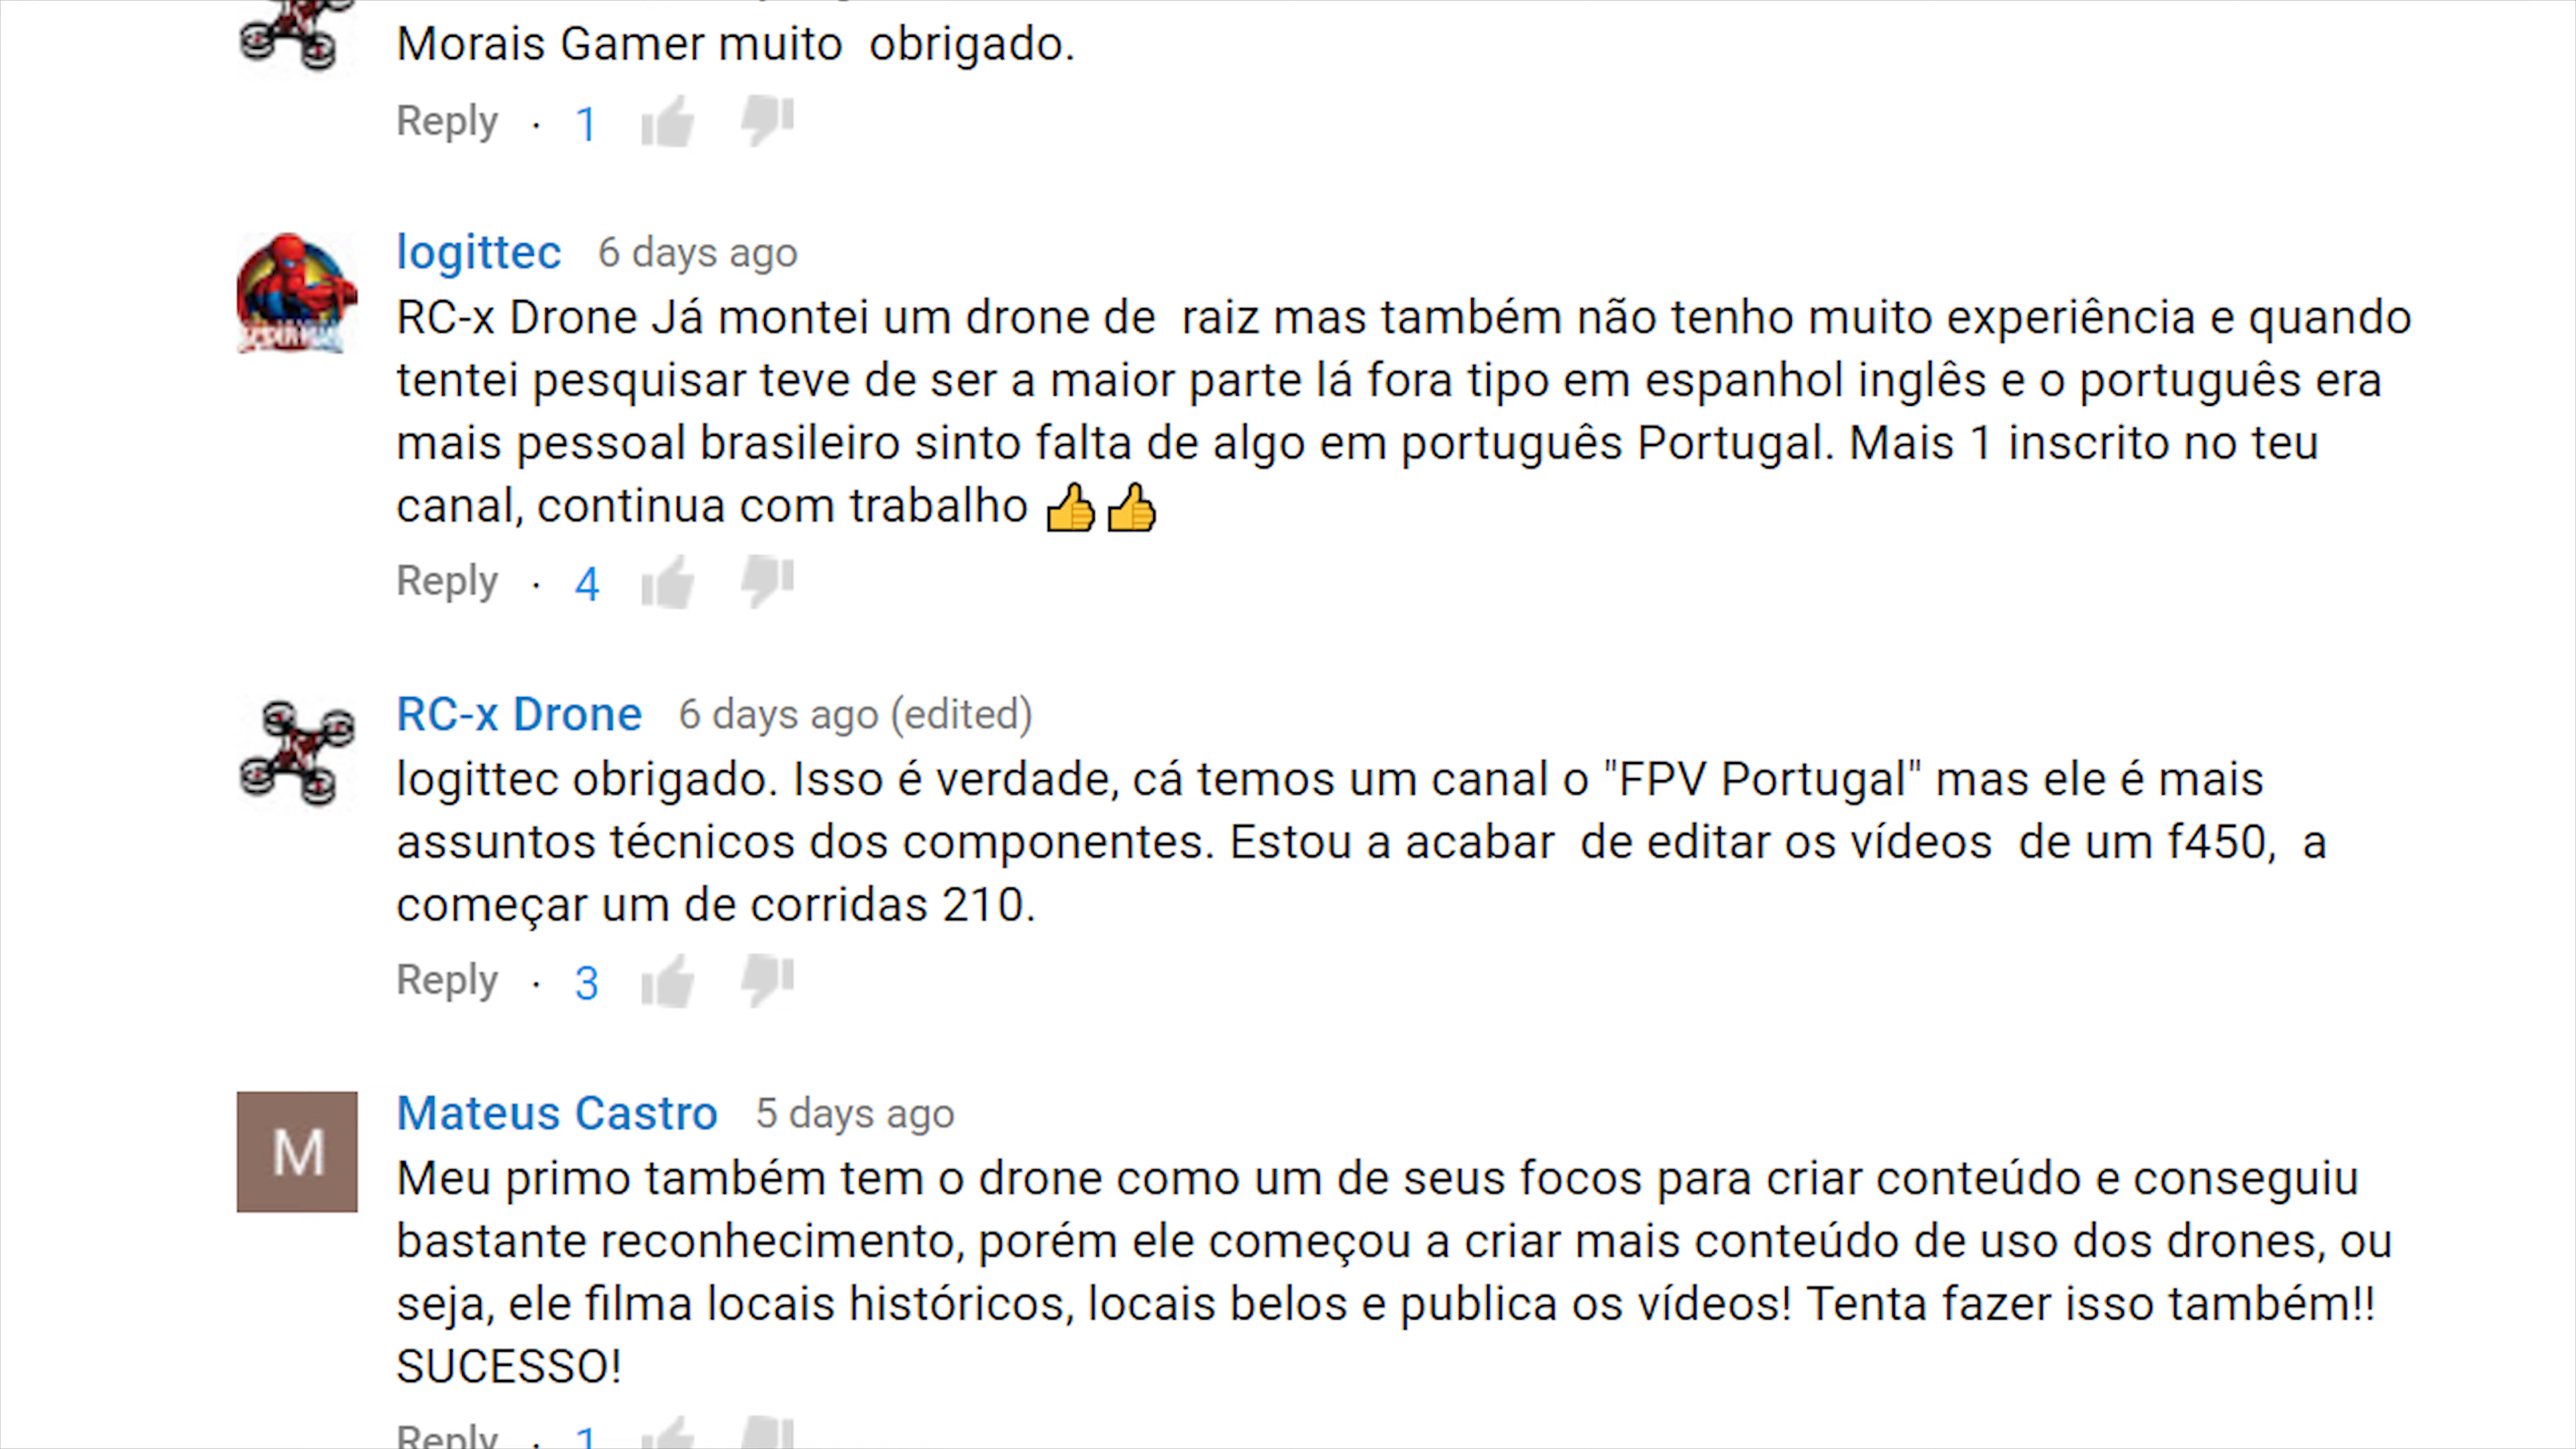 Morais Gamer muito  obrigado.
Reply · 1
logittec 6 days ago
RC-x Drone Já montei um drone de  raiz mas também não tenho muito experiência e quando
tentei pesquisar teve de ser a maior parte lá fora tipo em espanhol inglês e o português era
mais pessoal brasileiro sinto falta de algo em português Portugal. Mais 1 inscrito no teu
canal, continua com trabalho 👍👍
Reply · 4
RC-x Drone 6 days ago (edited)
logittec obrigado. Isso é verdade, cá temos um canal o "FPV Portugal" mas ele é mais
assuntos técnicos dos componentes. Estou a acabar  de editar os vídeos  de um f450,  a
começar um de corridas 210.
Reply · 3
M
Mateus Castro 5 days ago
Meu primo também tem o drone como um de seus focos para criar conteúdo e conseguiu
bastante reconhecimento, porém ele começou a criar mais conteúdo de uso dos drones, ou
seja, ele filma locais históricos, locais belos e publica os vídeos! Tenta fazer isso também!!
SUCESSO!
Reply · 1